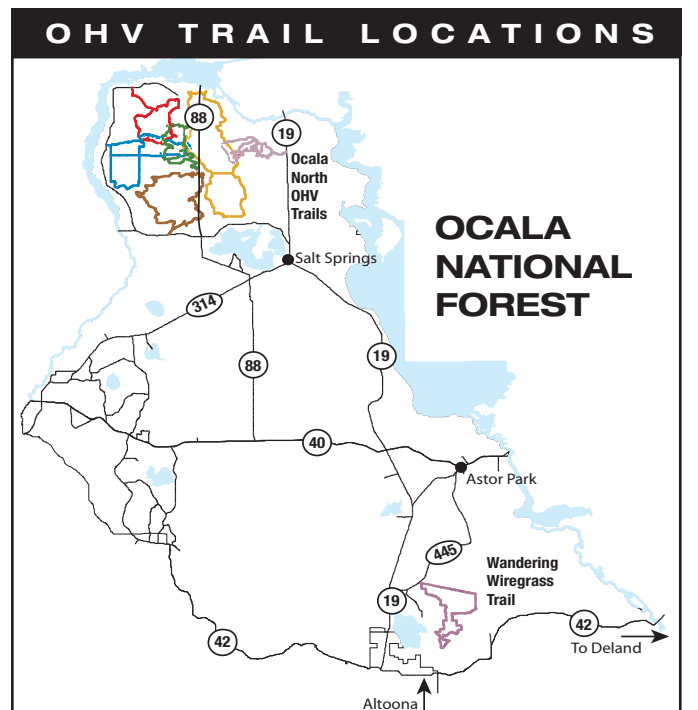 OHV TRAIL LOCATIONS
88
19
Ocala
North
OHV
Trails
OCALA
NATIONAL
FOREST
Salt Springs
314
88
19
40
Astor Park
445
Wandering
Wiregrass
Trail
19
42
42
To Deland
Altoona